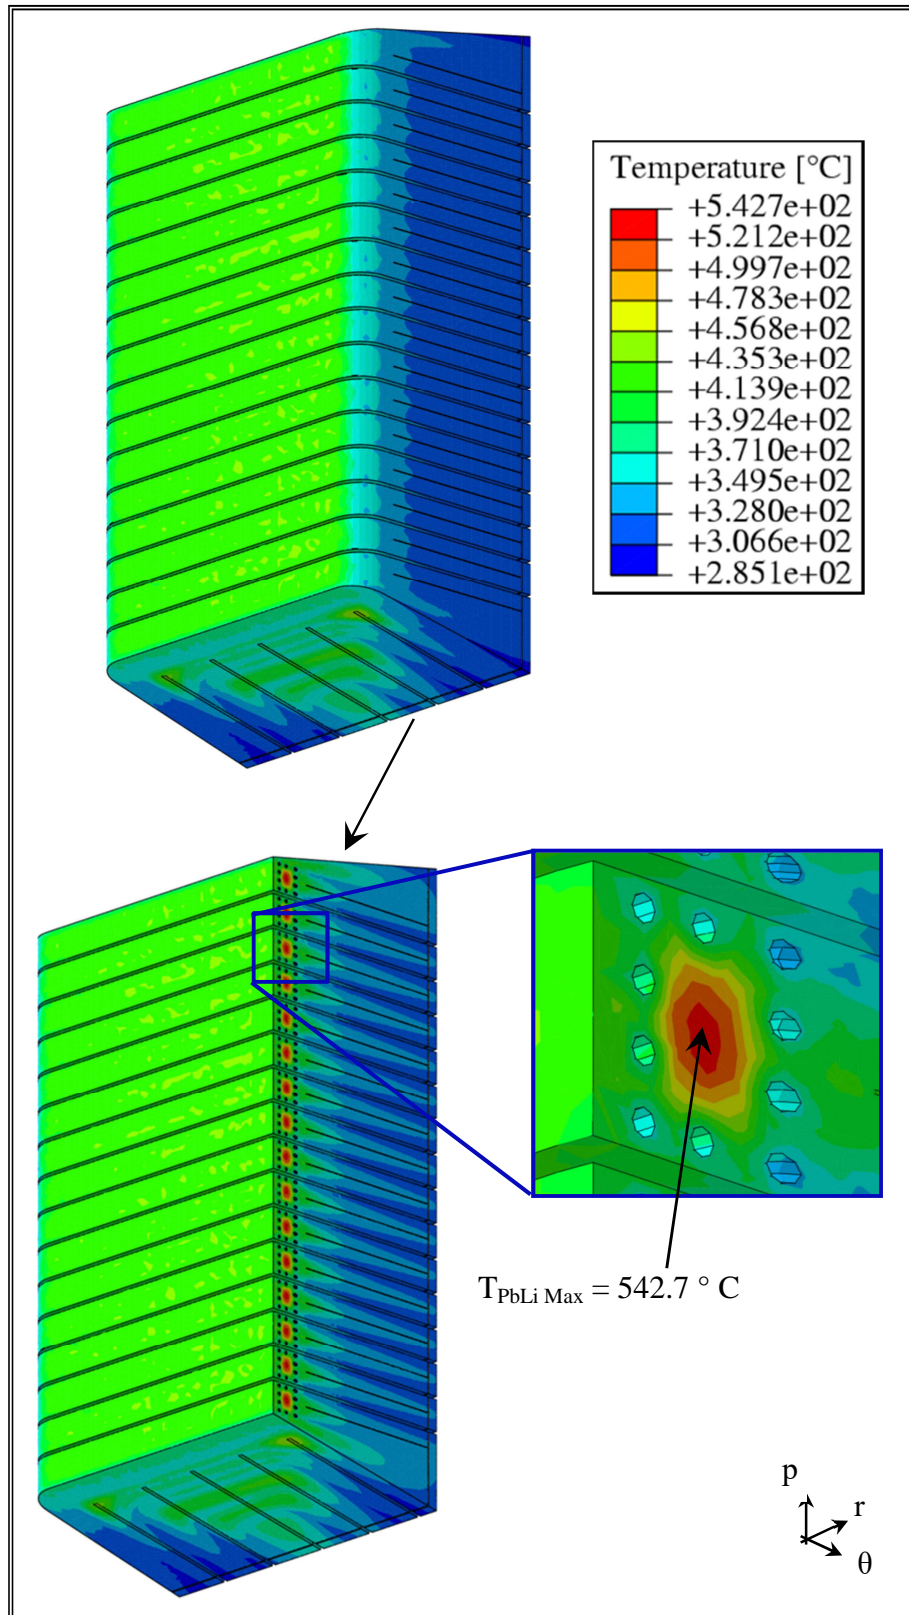 Temperature [°C]
+5.427e+02
+5.212e+02
+4.997e+02
+4.783e+02
+4.568e+02
+4.353e+02
+4.139e+02
+3.924e+02
+3.710e+02
+3.495e+02
+3.280e+02
+3.066e+02
+2.851e+02
TPbLi Max = 542.7 ° C
p
r
θ